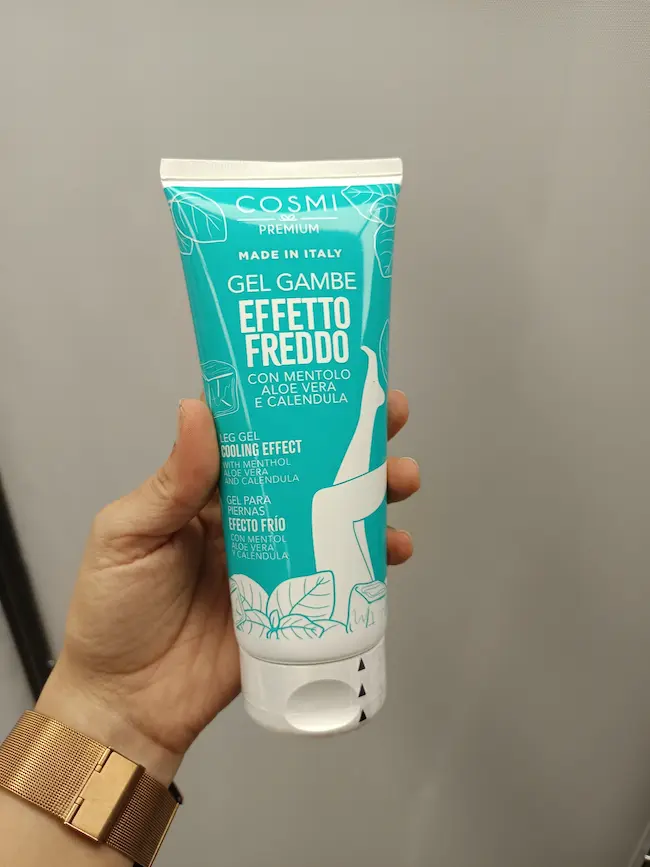 COSMI
PREMIUM
MADE IN ITALY
GEL GAMBE
EFFETTO
FREDDO
CON MENTOLO
ALOE VERA
E CALENDULA
LEG GEL
COOLING EFFECT
WITH MENTHOL
ALOE VERA
AND CALENDULA
GEL PARA
PIERNAS
EFECTO FRÍO
CON MENTOL
ALOE VERA
Y CALÉNDULA